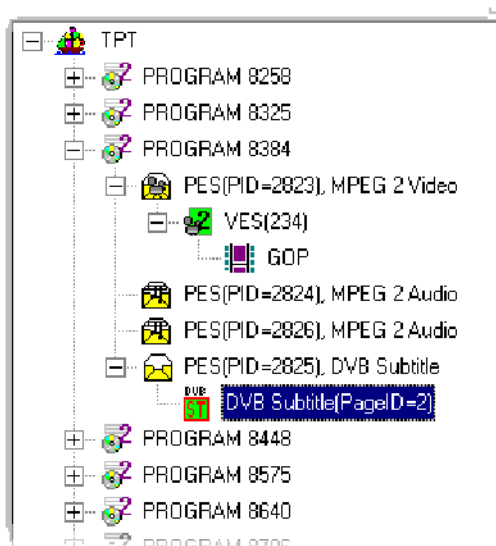 TPT
PROGRAM 8258
PROGRAM 8325
PROGRAM 8384
PES(PID=2823), MPEG 2 Video
VES(234)
GOP
PES(PID=2824), MPEG 2 Audio
PES(PID=2826), MPEG 2 Audio
PES(PID=2825), DVB Subtitle
DVB ST DVB Subtitle(PageID=2)
PROGRAM 8448
PROGRAM 8575
PROGRAM 8640